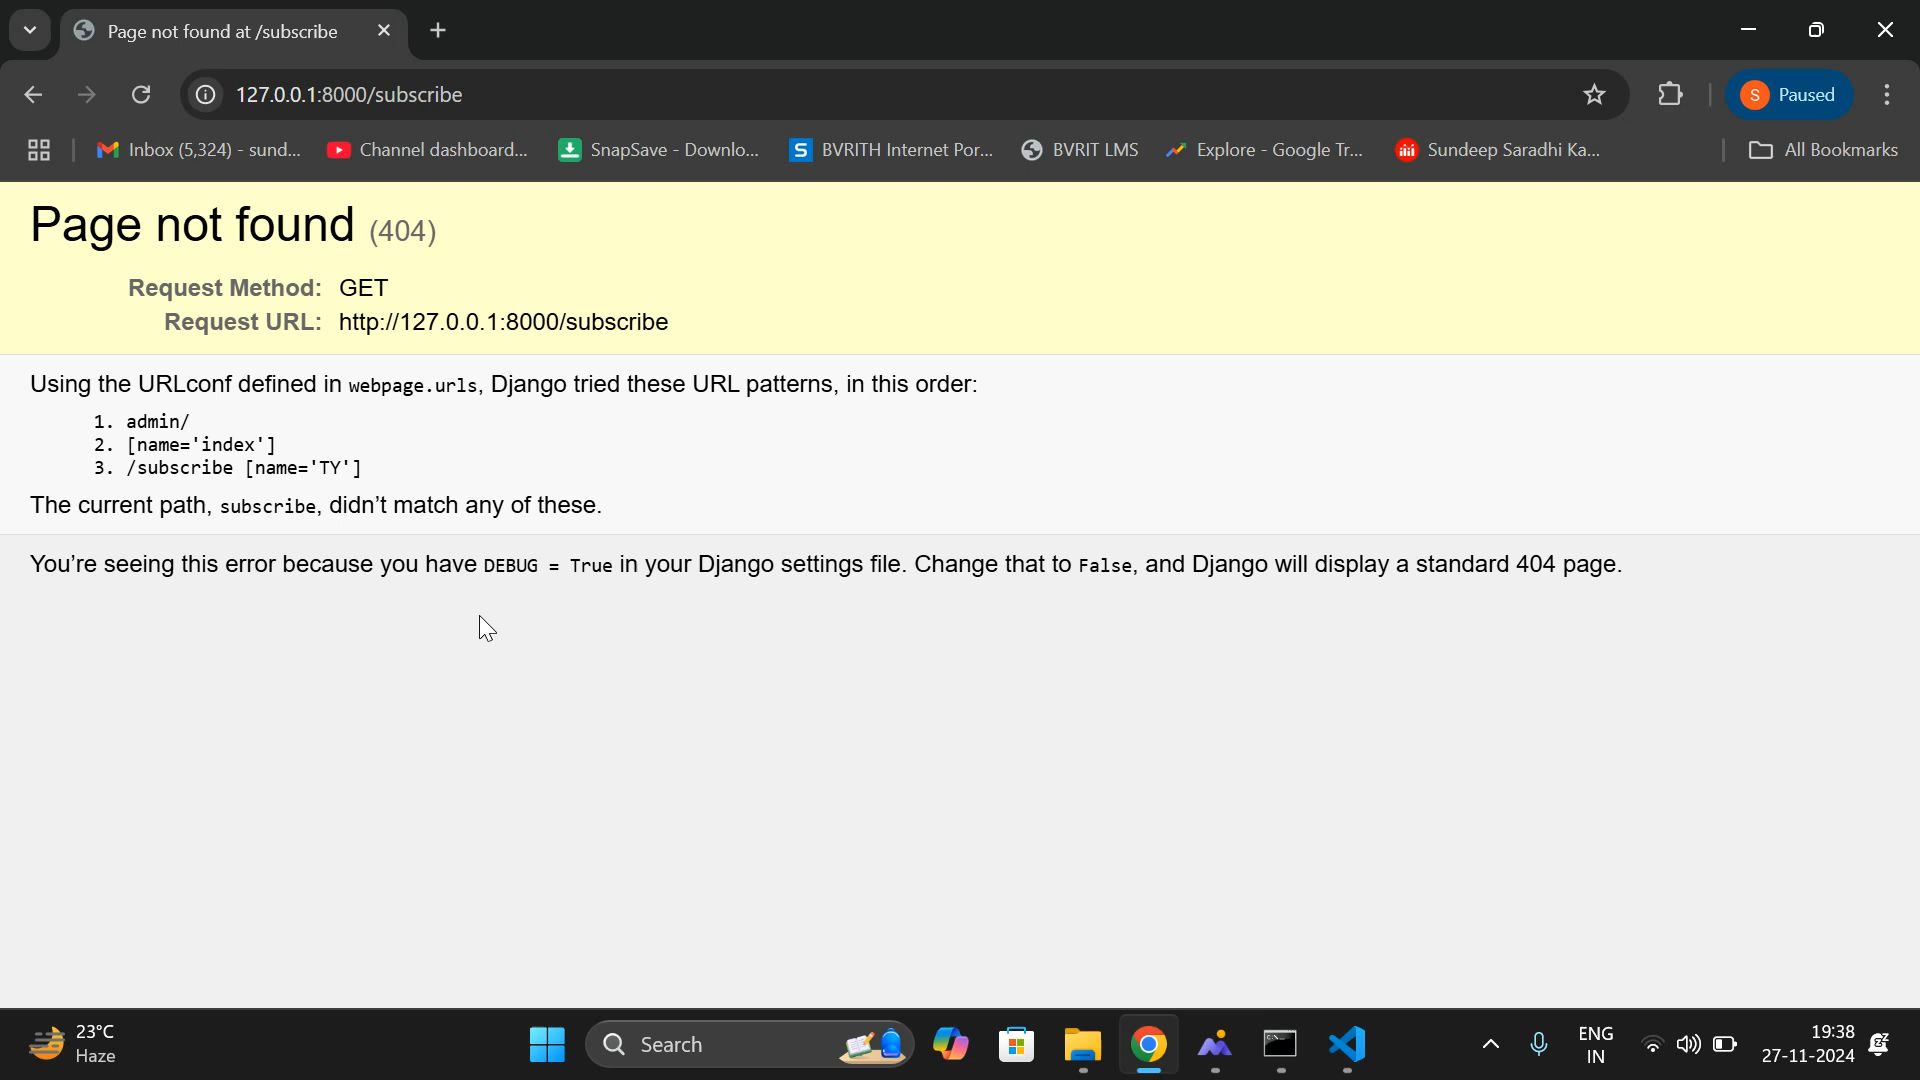 Page not found at /subscribe
127.0.0.1:8000/subscribe
S Paused
Inbox (5,324) - sund...
Channel dashboard...
SnapSave - Downlo...
S BVRITH Internet Por...
BVRIT LMS
Explore - Google Tr...
Sundeep Saradhi Ka...
All Bookmarks
Page not found (404)
Request Method: GET
Request URL: http://127.0.0.1:8000/subscribe
Using the URLconf defined in webpage.urls, Django tried these URL patterns, in this order:
1. admin/
2. [name='index']
3. /subscribe [name='TY']
The current path, subscribe, didn’t match any of these.
You’re seeing this error because you have DEBUG = True in your Django settings file. Change that to False, and Django will display a standard 404 page.
23°C
Haze
Search
ENG
IN
19:38
27-11-2024